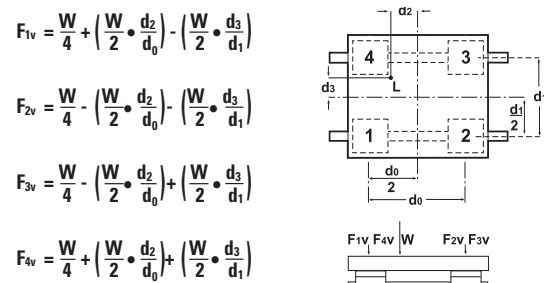 F1v = W/4 + ( W/2 • d2/d0 ) - ( W/2 • d3/d1 )
F2v = W/4 - ( W/2 • d2/d0 ) - ( W/2 • d3/d1 )
F3v = W/4 - ( W/2 • d2/d0 ) + ( W/2 • d3/d1 )
F4v = W/4 + ( W/2 • d2/d0 ) + ( W/2 • d3/d1 )
d2
4 3
d3
L
d1
d1/2
1 2
d0/2
d0
F1v F4v W F2v F3v